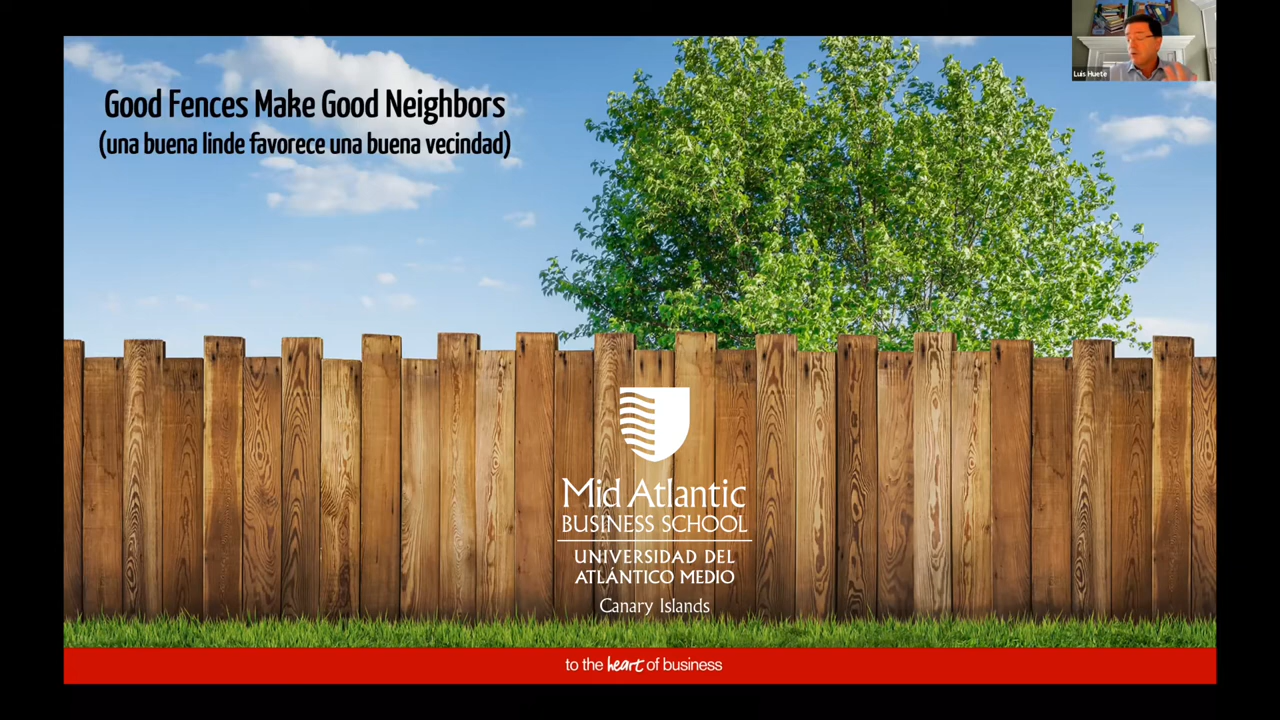 Good Fences Make Good Neighbors
(una buena linde favorece una buena vecindad)
Luis Huete
Mid Atlantic
BUSINESS SCHOOL
UNIVERSIDAD DEL
ATLÁNTICO MEDIO
Canary Islands
to the heart of business